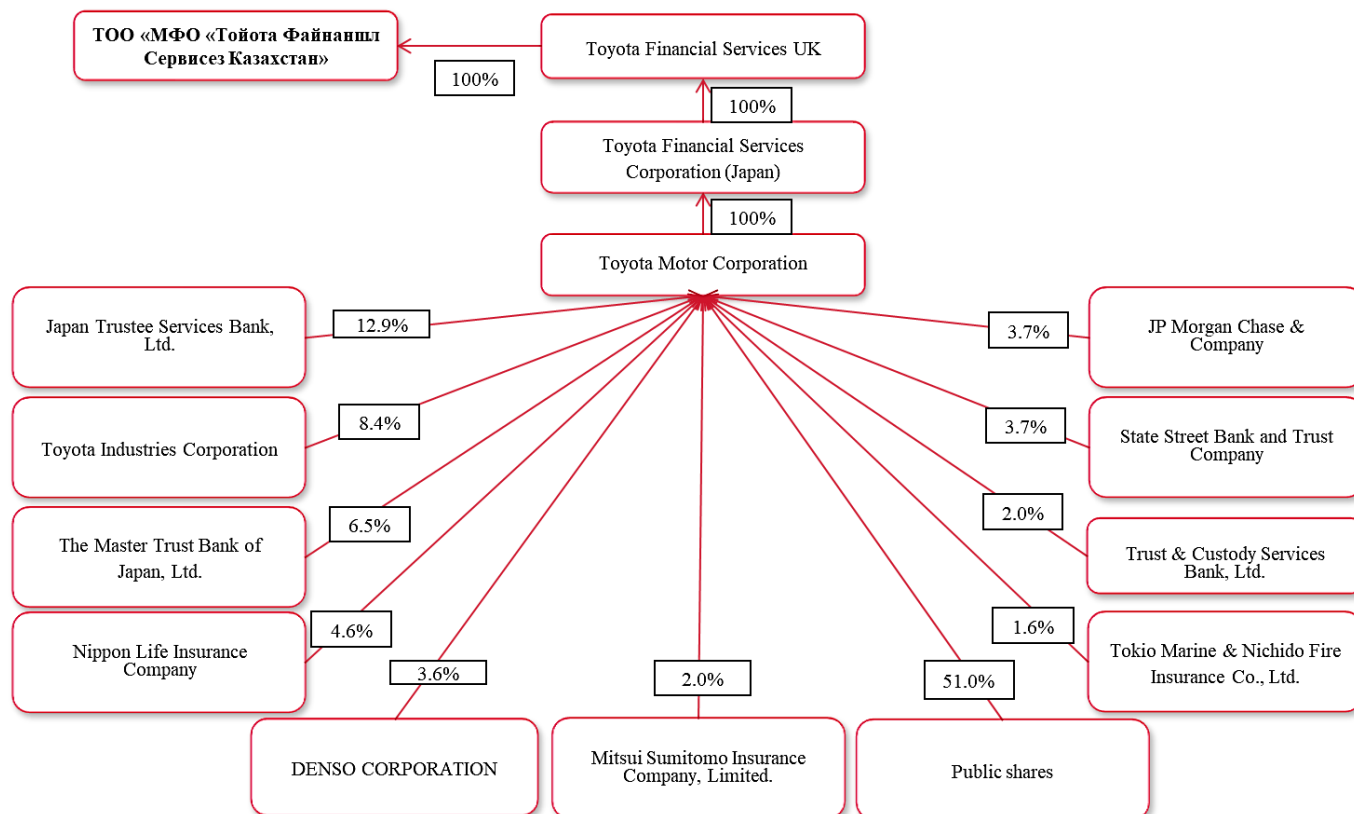 ТОО «МФО «Тойота Файнаншл
Сервисез Казахстан»
Toyota Financial Services UK
100%
100%
Toyota Financial Services
Corporation (Japan)
100%
Toyota Motor Corporation
Japan Trustee Services Bank,
Ltd.
12.9%
3.7%
JP Morgan Chase &
Company
Toyota Industries Corporation
8.4%
3.7%
State Street Bank and Trust
Company
The Master Trust Bank of
Japan, Ltd.
6.5%
2.0%
Trust & Custody Services
Bank, Ltd.
Nippon Life Insurance
Company
4.6%
1.6%
Tokio Marine & Nichido Fire
Insurance Co., Ltd.
3.6%
2.0%
51.0%
DENSO CORPORATION
Mitsui Sumitomo Insurance
Company, Limited.
Public shares